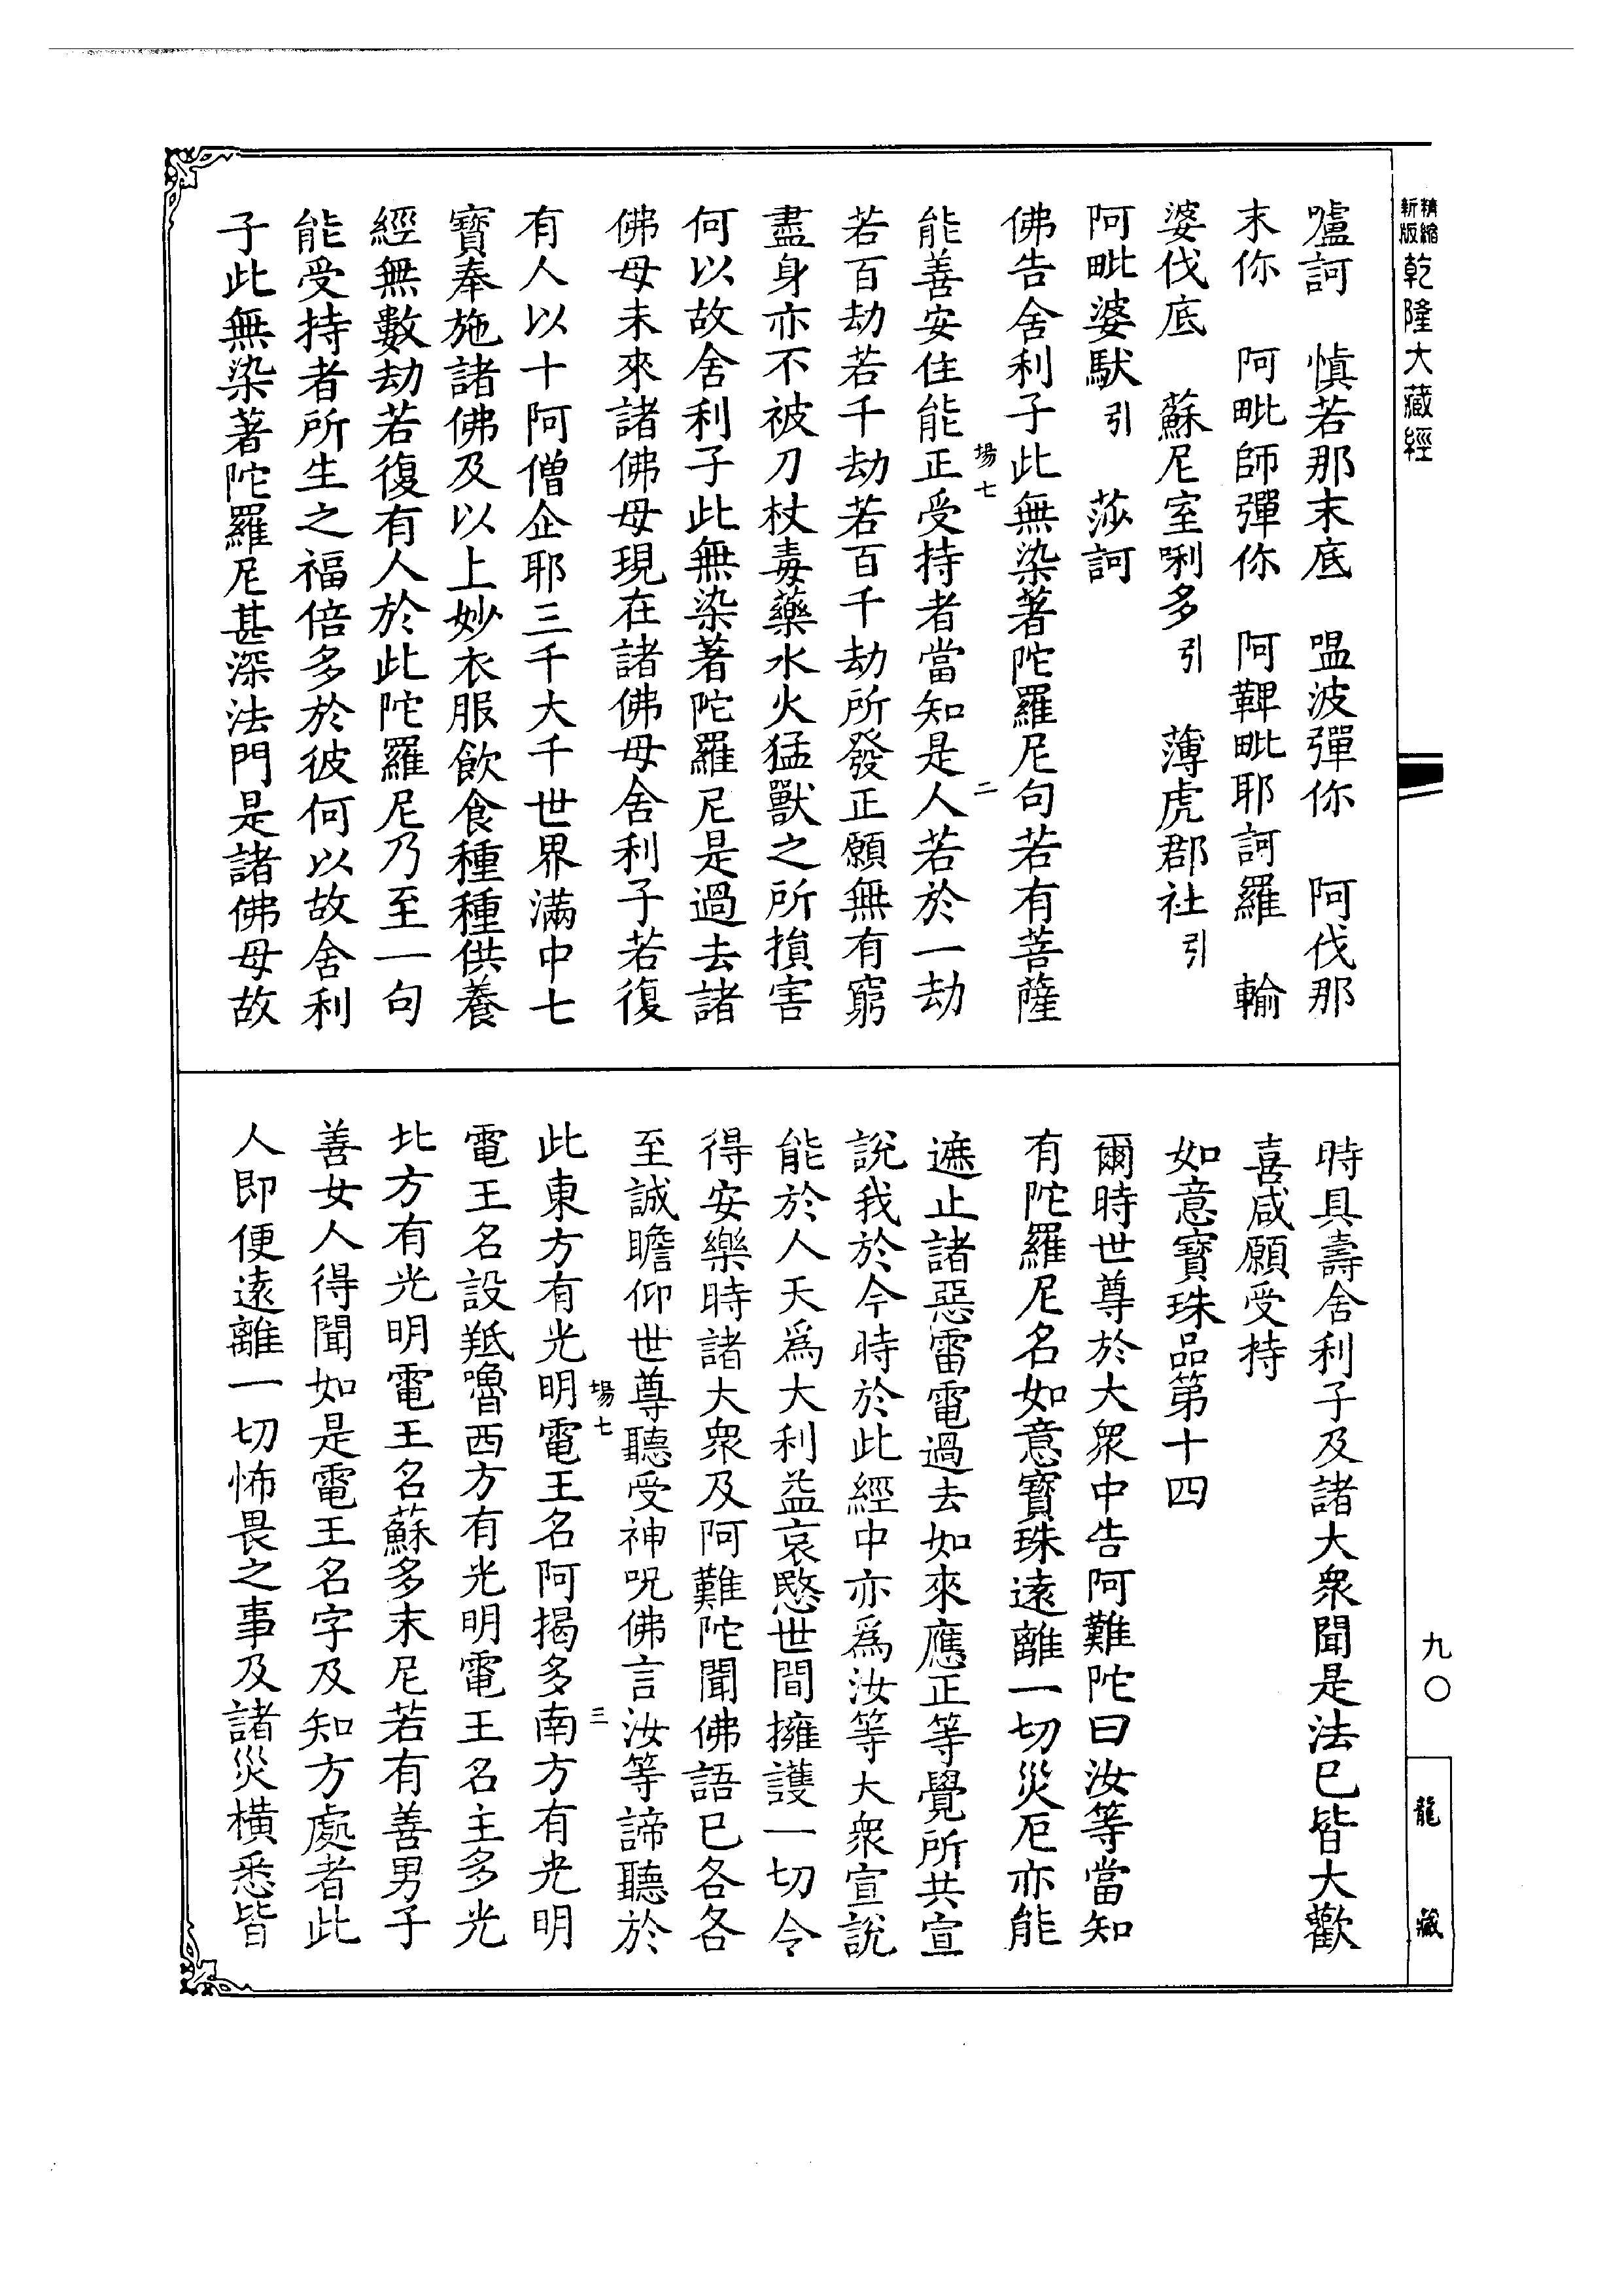 精縮新版乾隆大藏經
九〇
龍藏
嚧訶 慎若那末底 嗢波彈你 阿伐那
末你 阿毗師彈你 阿鞞毗耶訶羅 輸
婆伐底 蘇尼室唎多引 薄虎郡社引
阿毗婆馱引 莎訶
佛告舍利子此無染著陀羅尼句若有菩薩
場七 二
能善安住能正受持者當知是人若於一劫
若百劫若千劫若百千劫所發正願無有窮
盡身亦不被刀杖毒藥水火猛獸之所損害
何以故舍利子此無染著陀羅尼是過去諸
佛母未來諸佛母現在諸佛母舍利子若復
有人以十阿僧企耶三千大千世界滿中七
寶奉施諸佛及以上妙衣服飲食種種供養
經無數劫若復有人於此陀羅尼乃至一句
能受持者所生之福倍多於彼何以故舍利
子此無染著陀羅尼甚深法門是諸佛母故
時具壽舍利子及諸大眾聞是法已皆大歡
喜咸願受持
如意寶珠品第十四
爾時世尊於大眾中告阿難陀曰汝等當知
有陀羅尼名如意寶珠遠離一切災厄亦能
遮止諸惡雷電過去如來應正等覺所共宣
說我於今時於此經中亦為汝等大眾宣說
能於人天為大利益哀愍世間擁護一切令
得安樂時諸大眾及阿難陀聞佛語已各各
至誠瞻仰世尊聽受神呪佛言汝等諦聽於
場七 三
此東方有光明電王名阿揭多南方有光明
電王名設羝嚕西方有光明電王名主多光
北方有光明電王名蘇多末尼若有善男子
善女人得聞如是電王名字及知方處者此
人即便遠離一切怖畏之事及諸災橫悉皆